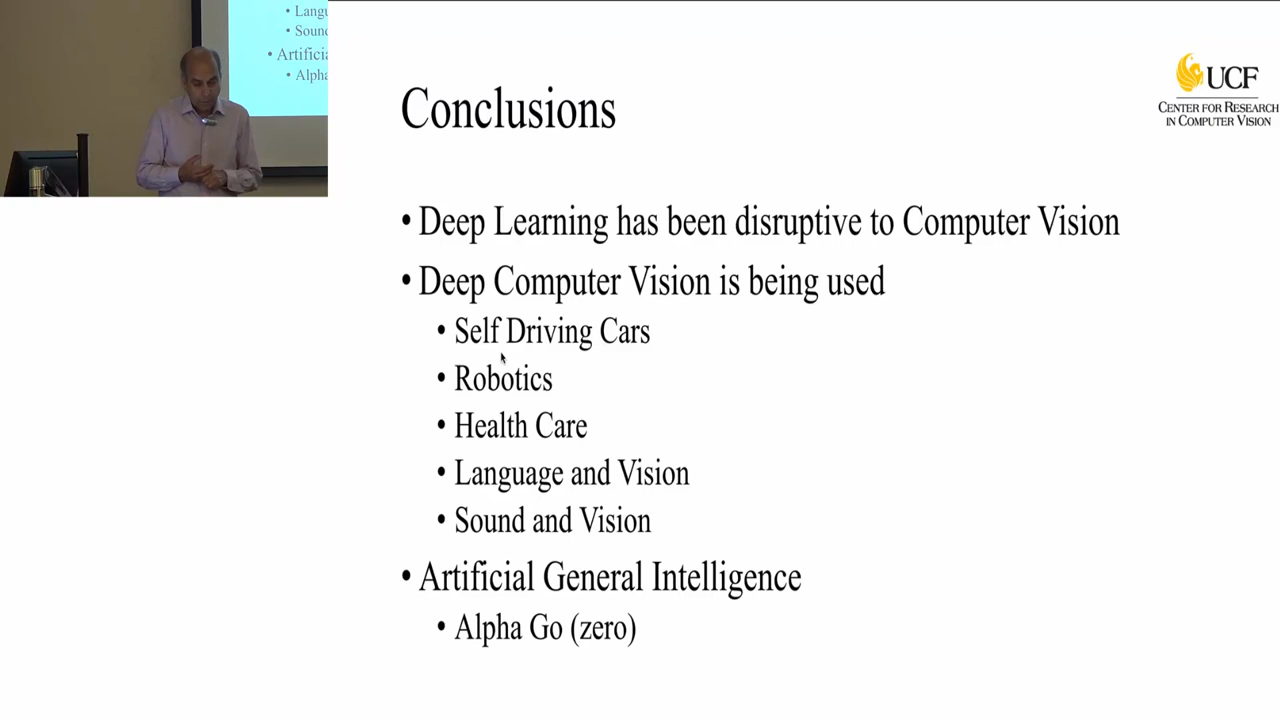 • Langu
• Sound
• Artificia
• Alpha
UCF
CENTER FOR RESEARCH
IN COMPUTER VISION
Conclusions
• Deep Learning has been disruptive to Computer Vision
• Deep Computer Vision is being used
• Self Driving Cars
• Robotics
• Health Care
• Language and Vision
• Sound and Vision
• Artificial General Intelligence
• Alpha Go (zero)